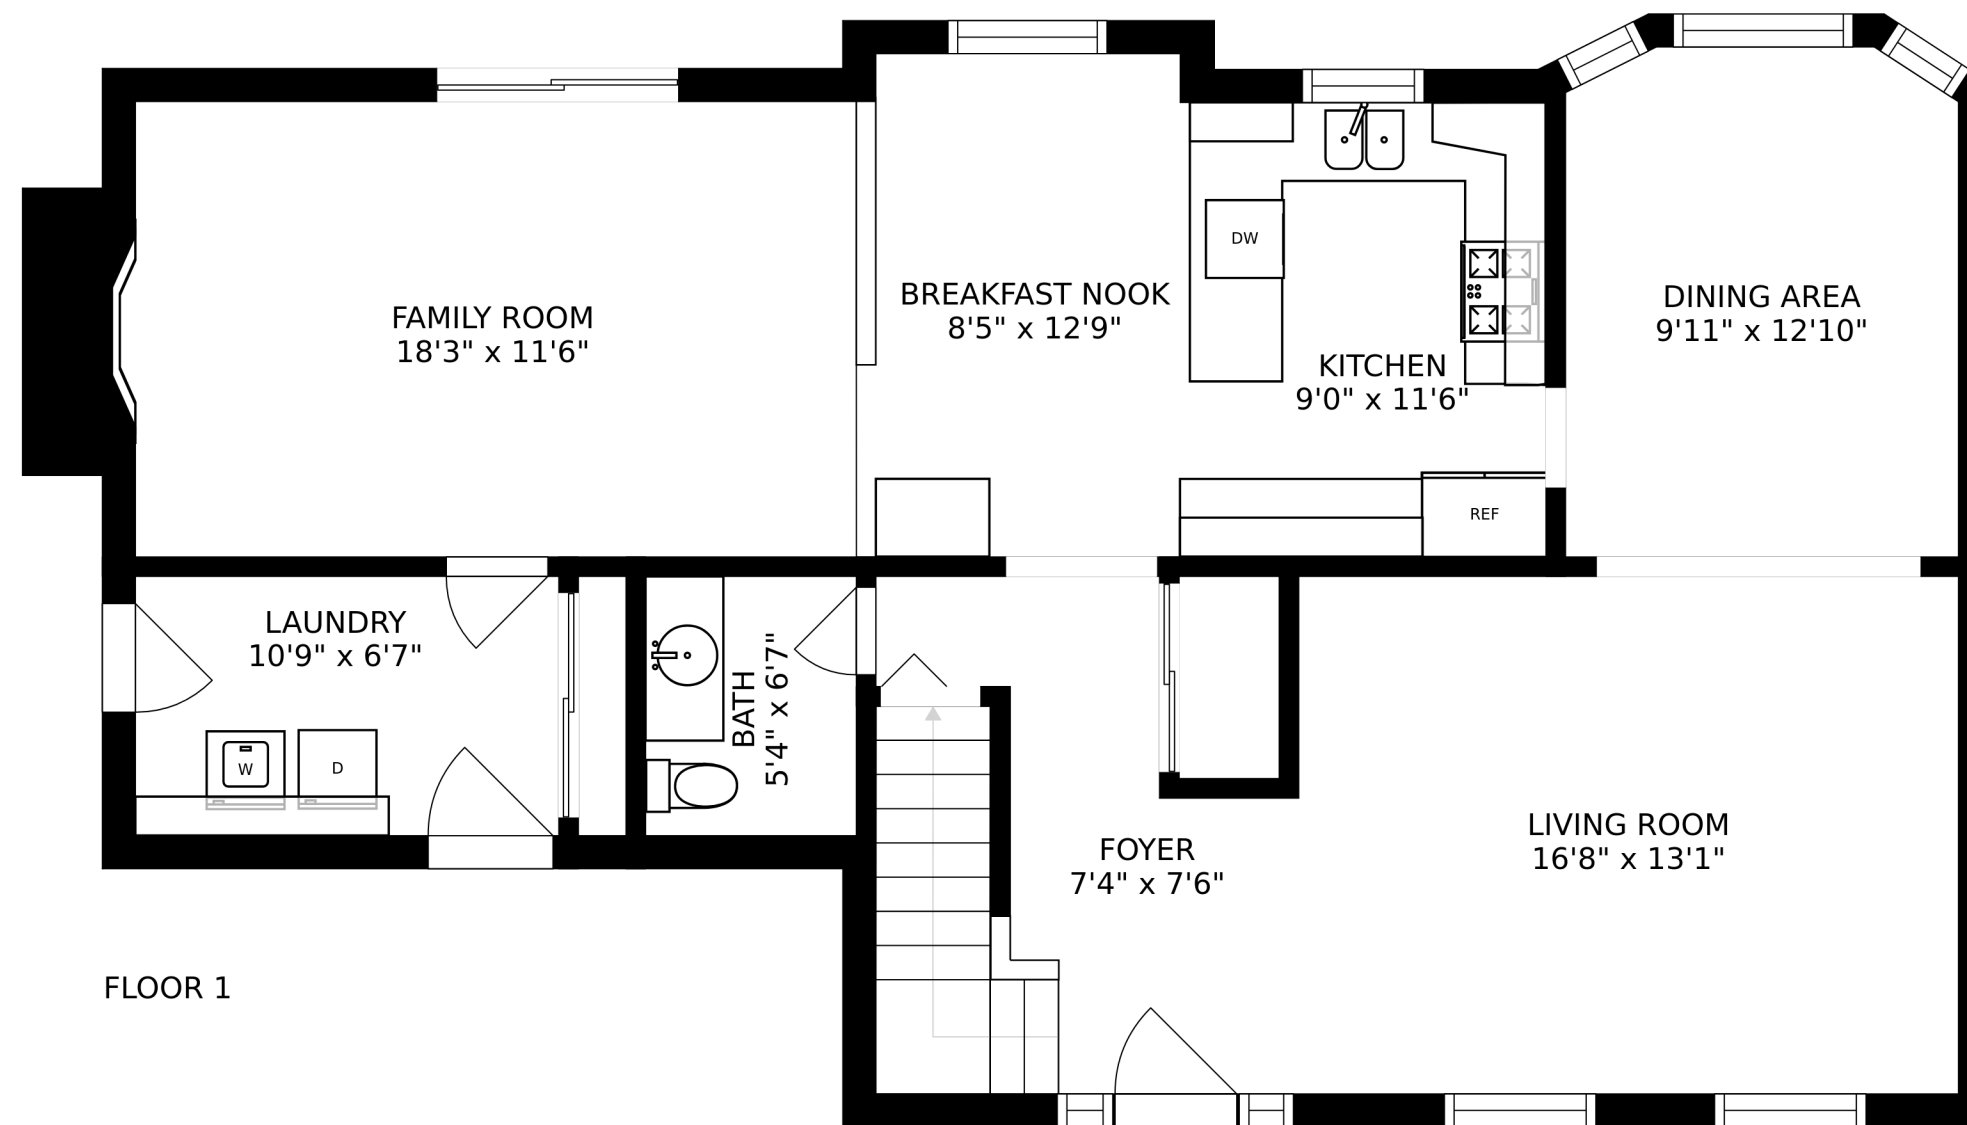 FAMILY ROOM
18'3" x 11'6"
BREAKFAST NOOK
8'5" x 12'9"
DW
KITCHEN
9'0" x 11'6"
REF
DINING AREA
9'11" x 12'10"
LAUNDRY
10'9" x 6'7"
W
D
BATH
5'4" x 6'7"
FOYER
7'4" x 7'6"
LIVING ROOM
16'8" x 13'1"
FLOOR 1